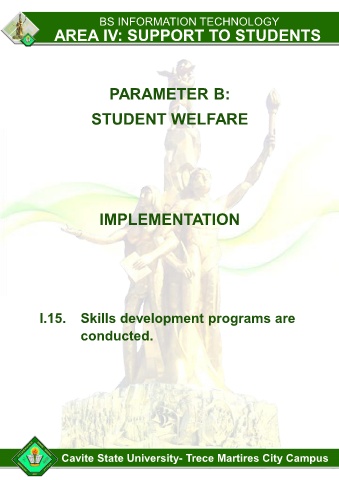 BS INFORMATION TECHNOLOGY
AREA IV: SUPPORT TO STUDENTS
PARAMETER B:
STUDENT WELFARE
IMPLEMENTATION
I.15. Skills development programs are
conducted.
Cavite State University- Trece Martires City Campus